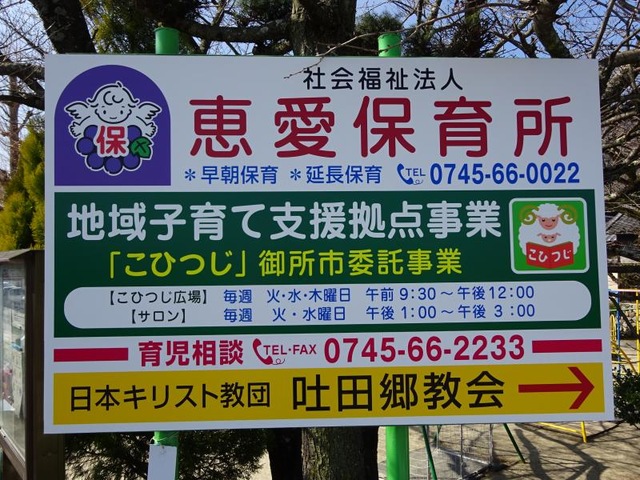 社会福祉法人
恵愛保育所
保
＊早朝保育 ＊延長保育 TEL 0745-66-0022
地域子育て支援拠点事業
「こひつじ」御所市委託事業
こひつじ
【こひつじ広場】 毎週 火・水・木曜日 午前 9:30 ～ 午後 12:00
【サロン】 毎週 火・水曜日 午後 1:00 ～ 午後 3:00
育児相談 TEL・FAX 0745-66-2233
日本キリスト教団 吐田郷教会